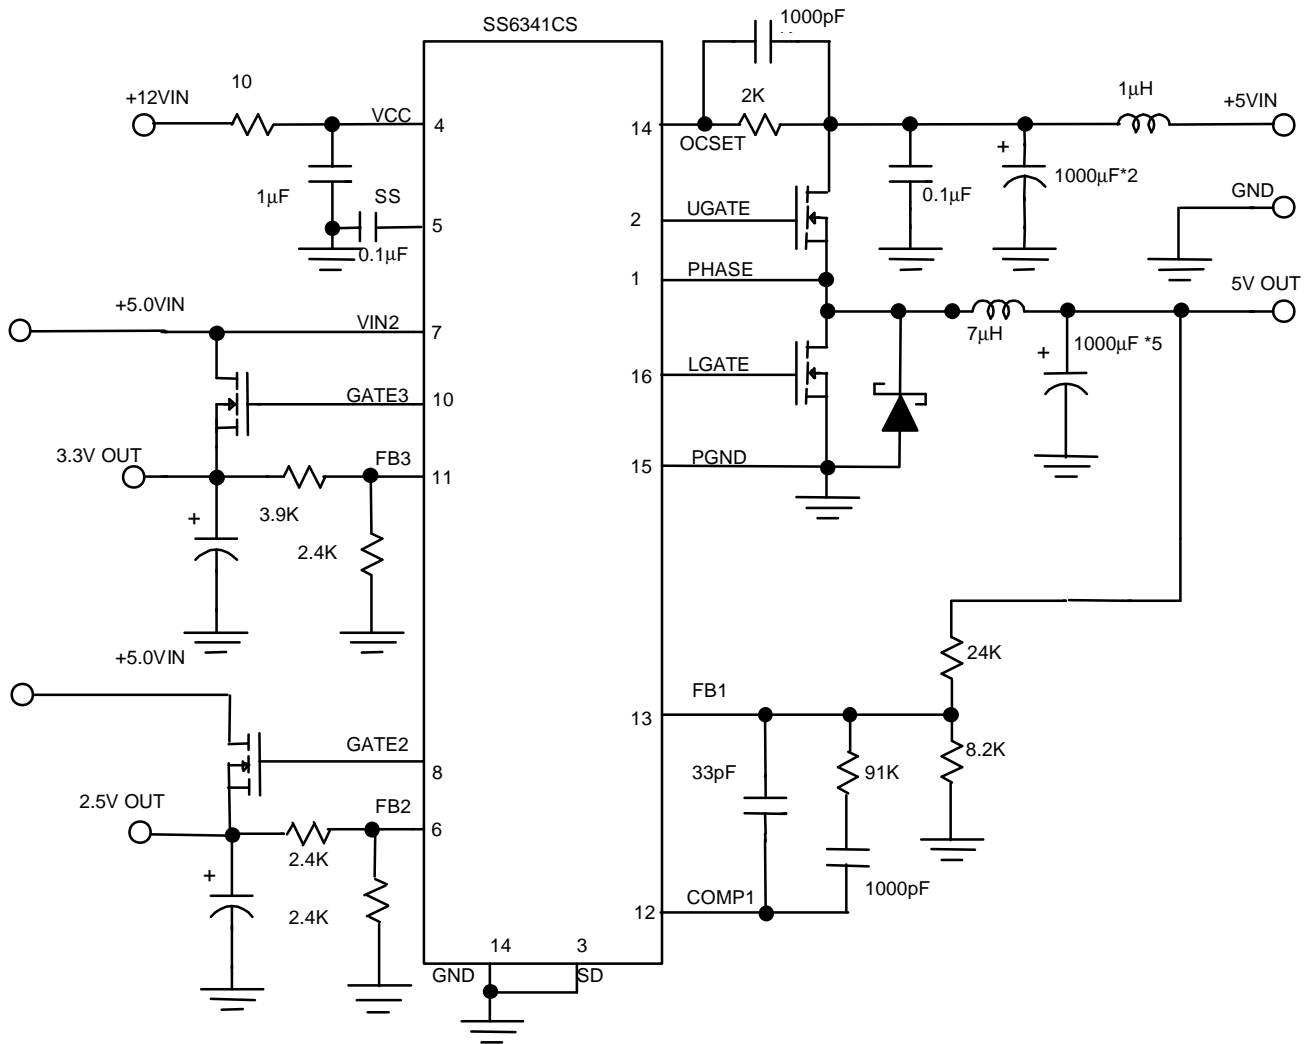 SS6341CS
1000pF
10
+12VIN
VCC
4
1µF
SS
5
0.1µF
+5.0VIN
VIN2
7
GATE3
10
3.3V OUT
FB3
11
+
3.9K
2.4K
+5.0VIN
GATE2
8
2.5V OUT
FB2
6
2.4K
+
2.4K
14
3
GND
SD
2K
14
OCSET
1µH
+5VIN
+
0.1µF
1000µF*2
GND
2
UGATE
1
PHASE
5V OUT
7µH
+
1000µF *5
16
LGATE
15
PGND
24K
FB1
13
8.2K
33pF
91K
1000pF
COMP1
12